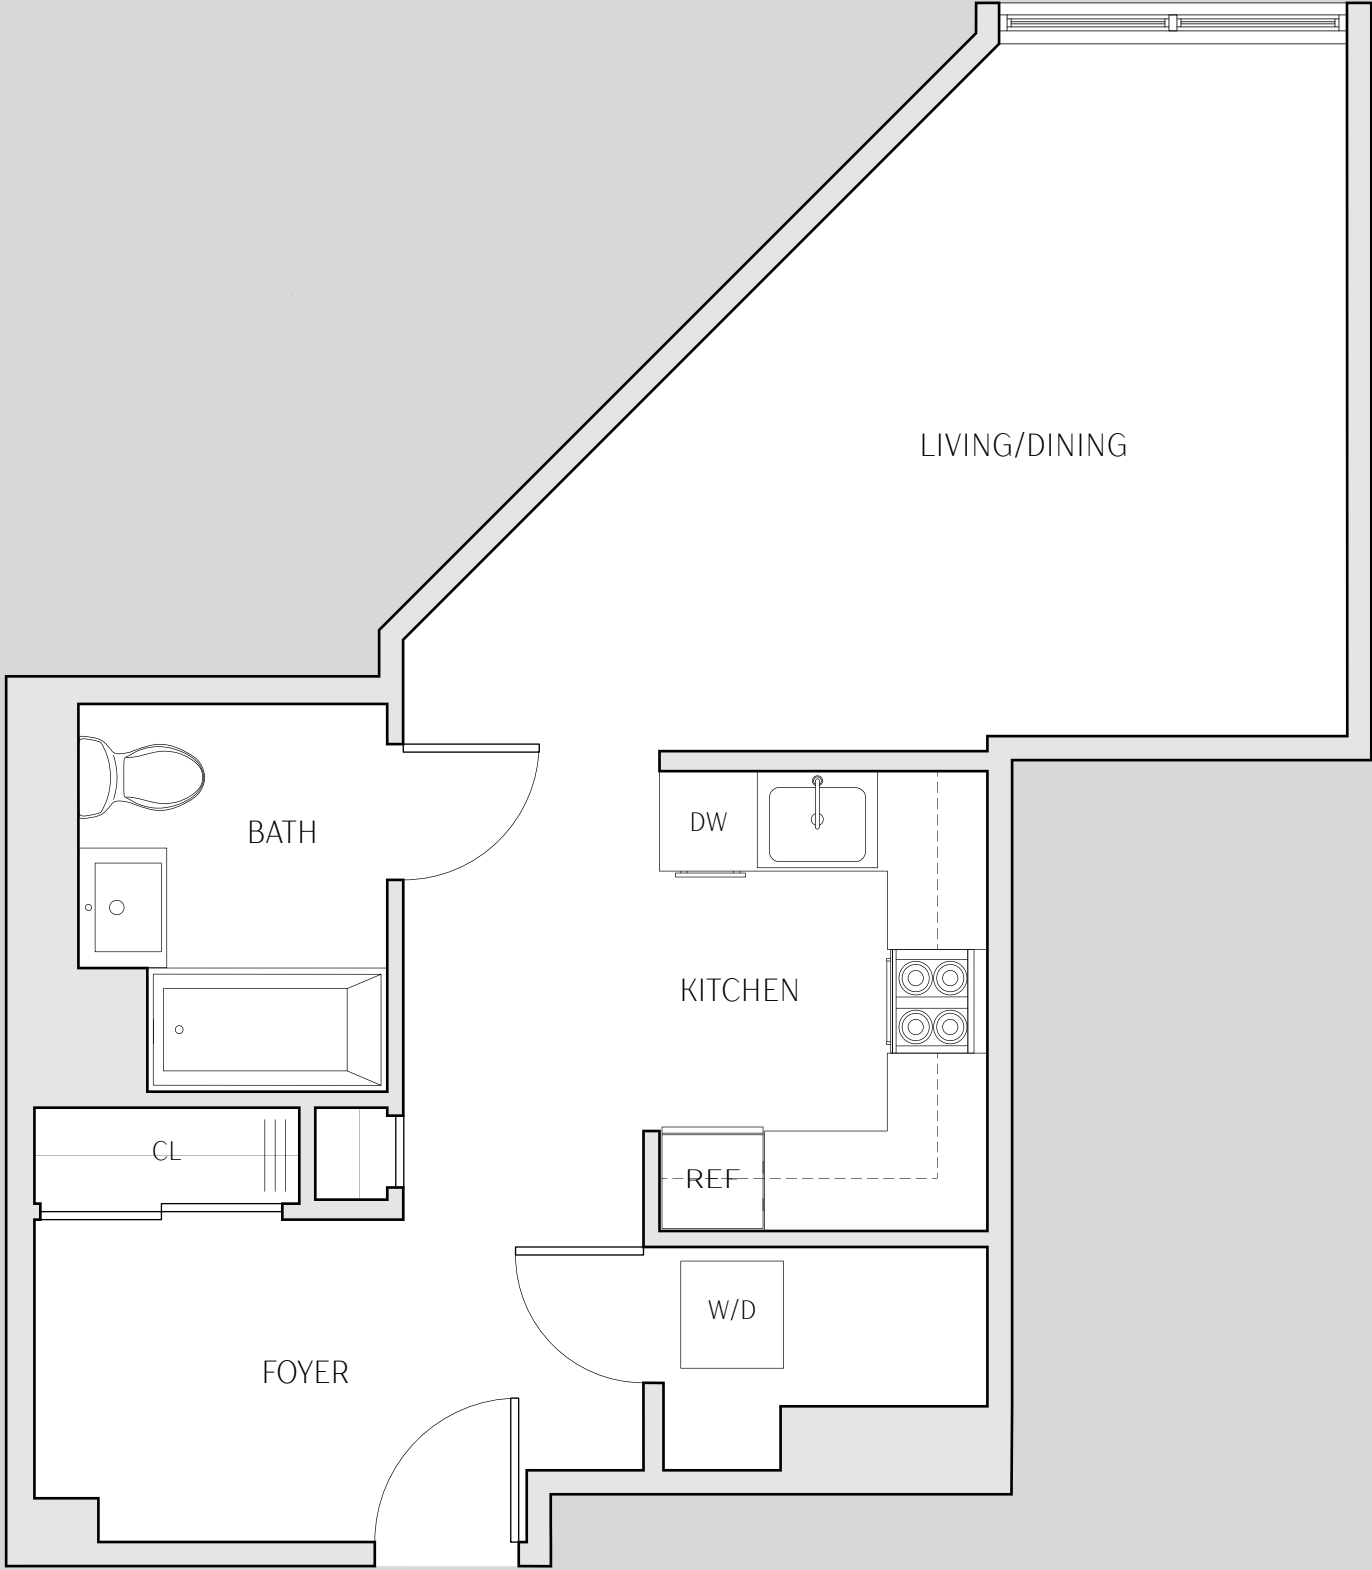 LIVING/DINING
BATH
DW
KITCHEN
CL
REF
W/D
FOYER